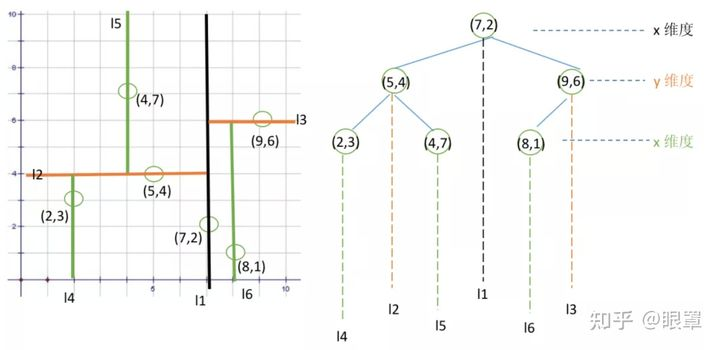 10
l5
8
(4,7)
6
l3
(9,6)
4
l2
(5,4)
(2,3)
(7,2)
2
(8,1)
5
10
l4
l1
l6
(7,2)
x 维度
(5,4)
(9,6)
y 维度
(2,3)
(4,7)
(8,1)
x 维度
l2
l1
l3
l4
l5
l6
知乎 @眼罩